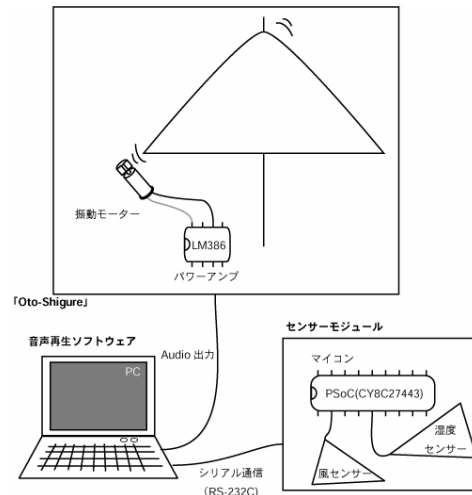 振動モーター
LM386
パワーアンプ
「Oto-Shigure」
音声再生ソフトウェア
PC
Audio 出力
シリアル通信
（RS-232C）
センサーモジュール
マイコン
PSoC(CY8C27443)
湿度
センサー
風センサー